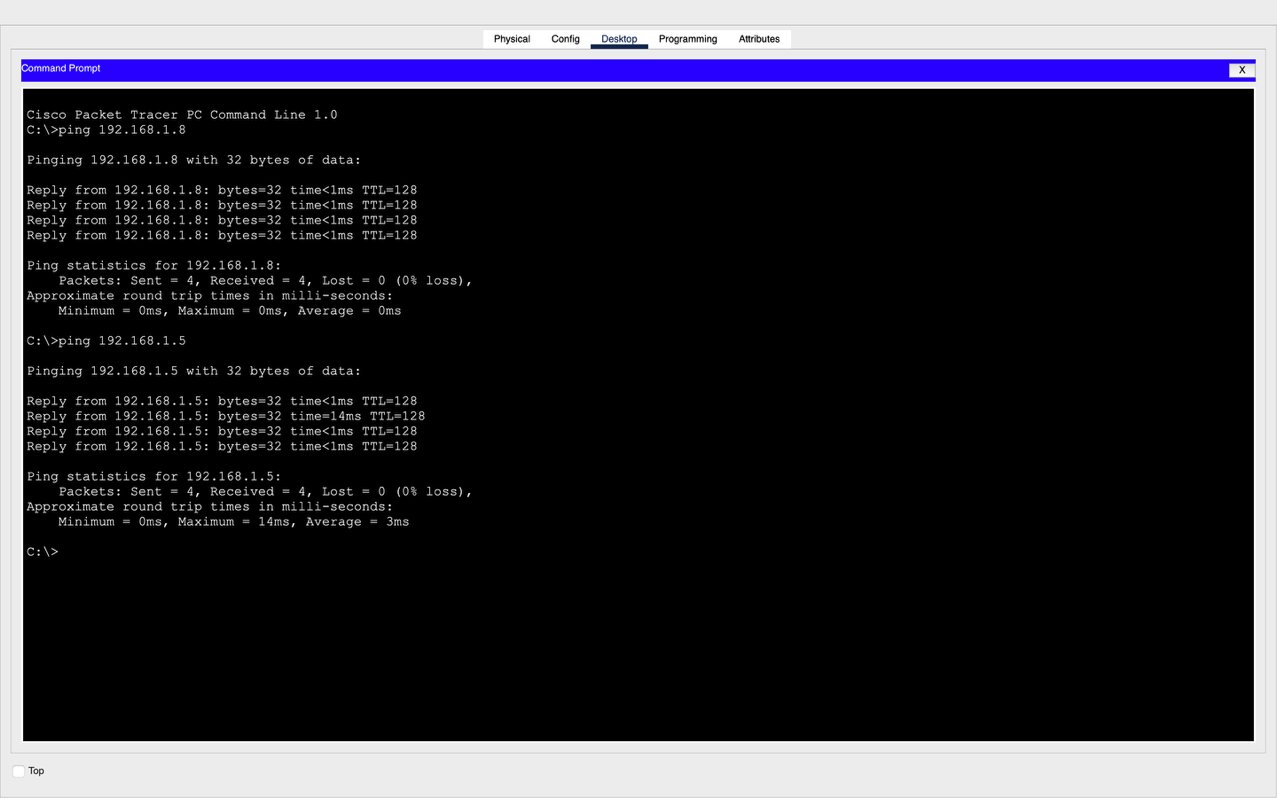 Physical Config Desktop Programming Attributes
Command Prompt X
Cisco Packet Tracer PC Command Line 1.0
C:\>ping 192.168.1.8
Pinging 192.168.1.8 with 32 bytes of data:
Reply from 192.168.1.8: bytes=32 time<1ms TTL=128
Reply from 192.168.1.8: bytes=32 time<1ms TTL=128
Reply from 192.168.1.8: bytes=32 time<1ms TTL=128
Reply from 192.168.1.8: bytes=32 time<1ms TTL=128
Ping statistics for 192.168.1.8:
Packets: Sent = 4, Received = 4, Lost = 0 (0% loss),
Approximate round trip times in milli-seconds:
Minimum = 0ms, Maximum = 0ms, Average = 0ms
C:\>ping 192.168.1.5
Pinging 192.168.1.5 with 32 bytes of data:
Reply from 192.168.1.5: bytes=32 time<1ms TTL=128
Reply from 192.168.1.5: bytes=32 time=14ms TTL=128
Reply from 192.168.1.5: bytes=32 time<1ms TTL=128
Reply from 192.168.1.5: bytes=32 time<1ms TTL=128
Ping statistics for 192.168.1.5:
Packets: Sent = 4, Received = 4, Lost = 0 (0% loss),
Approximate round trip times in milli-seconds:
Minimum = 0ms, Maximum = 14ms, Average = 3ms
C:\>
Top